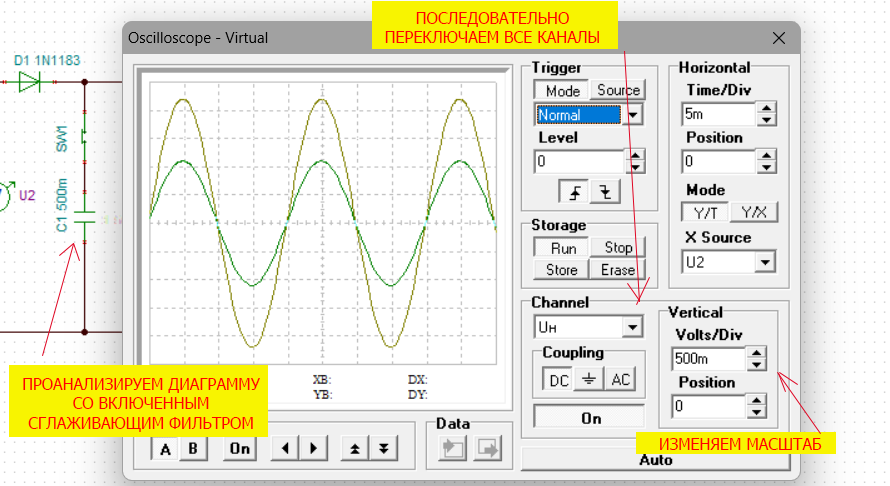 ПОСЛЕДОВАТЕЛЬНО
ПЕРЕКЛЮЧАЕМ ВСЕ КАНАЛЫ
Oscilloscope - Virtual
D1 1N1183
SW1
U2
C1 500m
Trigger
Mode Source
Normal
Level
0
Horizontal
Time/Div
5m
Position
0
Mode
Y/T Y/X
X Source
U2
Storage
Run Stop
Store Erase
Channel
Uн
Coupling
DC AC
On
Vertical
Volts/Div
500m
Position
0
ПРОАНАЛИЗИРУЕМ ДИАГРАММУ
СО ВКЛЮЧЕННЫМ
СГЛАЖИВАЮЩИМ ФИЛЬТРОМ
XB: DX:
YB: DY:
A B On
Data
ИЗМЕНЯЕМ МАСШТАБ
Auto